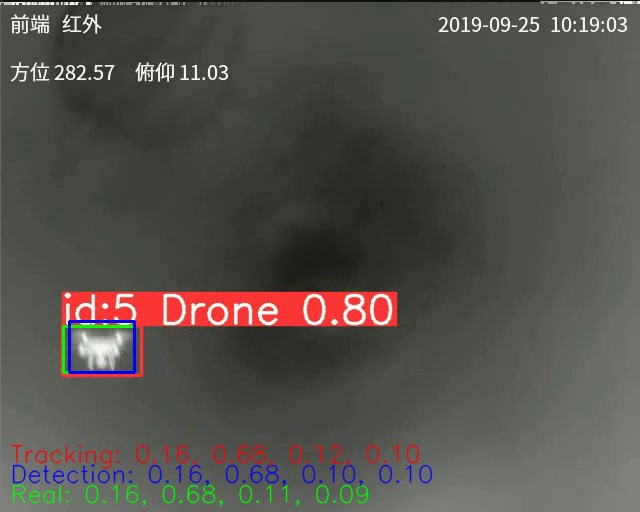 前端 红外 2019-09-25 10:19:03
方位 282.57 俯仰 11.03
id:5 Drone 0.80
Tracking: 0.16, 0.68, 0.12, 0.10
Detection: 0.16, 0.68, 0.10, 0.10
Real: 0.16, 0.68, 0.11, 0.09